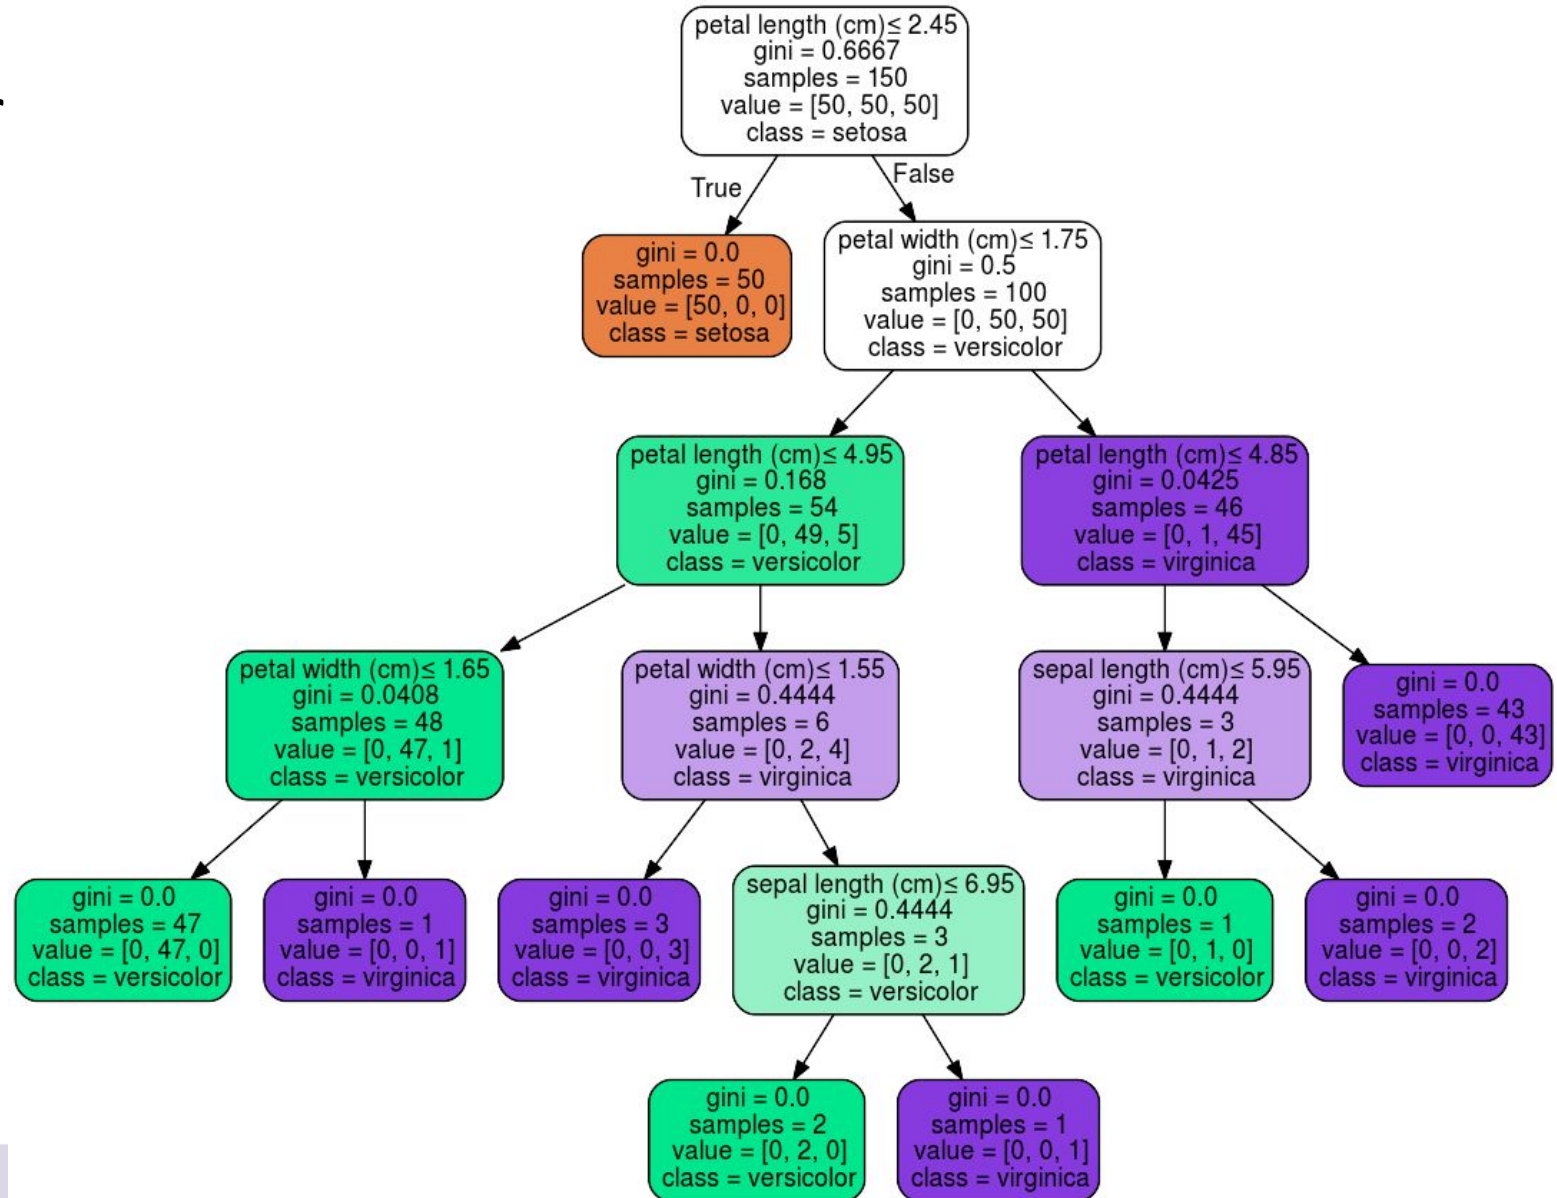 petal length (cm)≤ 2.45
gini = 0.6667
samples = 150
value = [50, 50, 50]
class = setosa
True
False
gini = 0.0
samples = 50
value = [50, 0, 0]
class = setosa
petal width (cm)≤ 1.75
gini = 0.5
samples = 100
value = [0, 50, 50]
class = versicolor
petal length (cm)≤ 4.95
gini = 0.168
samples = 54
value = [0, 49, 5]
class = versicolor
petal length (cm)≤ 4.85
gini = 0.0425
samples = 46
value = [0, 1, 45]
class = virginica
petal width (cm)≤ 1.65
gini = 0.0408
samples = 48
value = [0, 47, 1]
class = versicolor
petal width (cm)≤ 1.55
gini = 0.4444
samples = 6
value = [0, 2, 4]
class = virginica
sepal length (cm)≤ 5.95
gini = 0.4444
samples = 3
value = [0, 1, 2]
class = virginica
gini = 0.0
samples = 43
value = [0, 0, 43]
class = virginica
gini = 0.0
samples = 47
value = [0, 47, 0]
class = versicolor
gini = 0.0
samples = 1
value = [0, 0, 1]
class = virginica
gini = 0.0
samples = 3
value = [0, 0, 3]
class = virginica
sepal length (cm)≤ 6.95
gini = 0.4444
samples = 3
value = [0, 2, 1]
class = versicolor
gini = 0.0
samples = 1
value = [0, 1, 0]
class = versicolor
gini = 0.0
samples = 2
value = [0, 0, 2]
class = virginica
gini = 0.0
samples = 2
value = [0, 2, 0]
class = versicolor
gini = 0.0
samples = 1
value = [0, 0, 1]
class = virginica